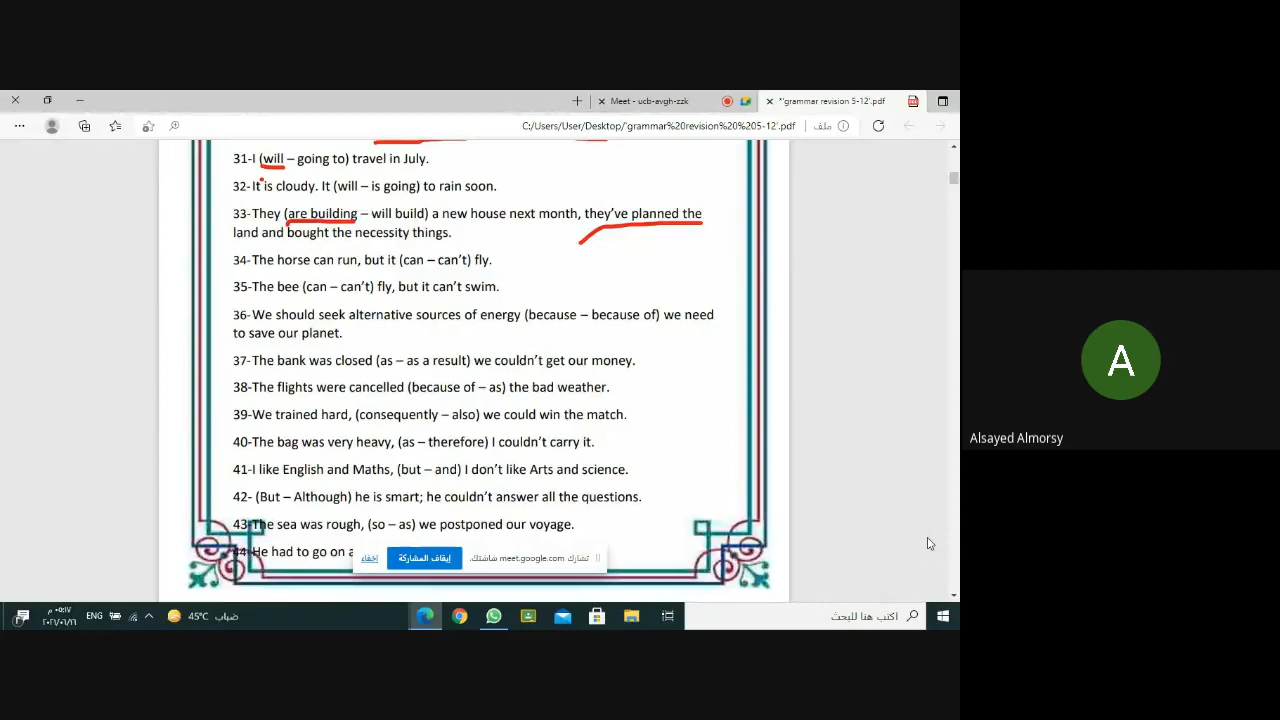 Meet - ucb-avgh-zzk
*'grammar revision 5-12'.pdf
C:/Users/User/Desktop/'grammar%20revision%20%205-12'.pdf
ملف
31-I (will – going to) travel in July.
32-It is cloudy. It (will – is going) to rain soon.
33-They (are building – will build) a new house next month, they've planned the
land and bought the necessity things.
34-The horse can run, but it (can – can't) fly.
35-The bee (can – can't) fly, but it can't swim.
36-We should seek alternative sources of energy (because – because of) we need
to save our planet.
37-The bank was closed (as – as a result) we couldn't get our money.
38-The flights were cancelled (because of – as) the bad weather.
39-We trained hard, (consequently – also) we could win the match.
40-The bag was very heavy, (as – therefore) I couldn't carry it.
41-I like English and Maths, (but – and) I don't like Arts and science.
42- (But – Although) he is smart; he couldn't answer all the questions.
43-The sea was rough, (so – as) we postponed our voyage.
44-He had to go on a
تشارك meet.google.com شاشتك.
إيقاف المشاركة
إخفاء
A
Alsayed Almorsy
ENG
45°C ضباب
اكتب هنا للبحث